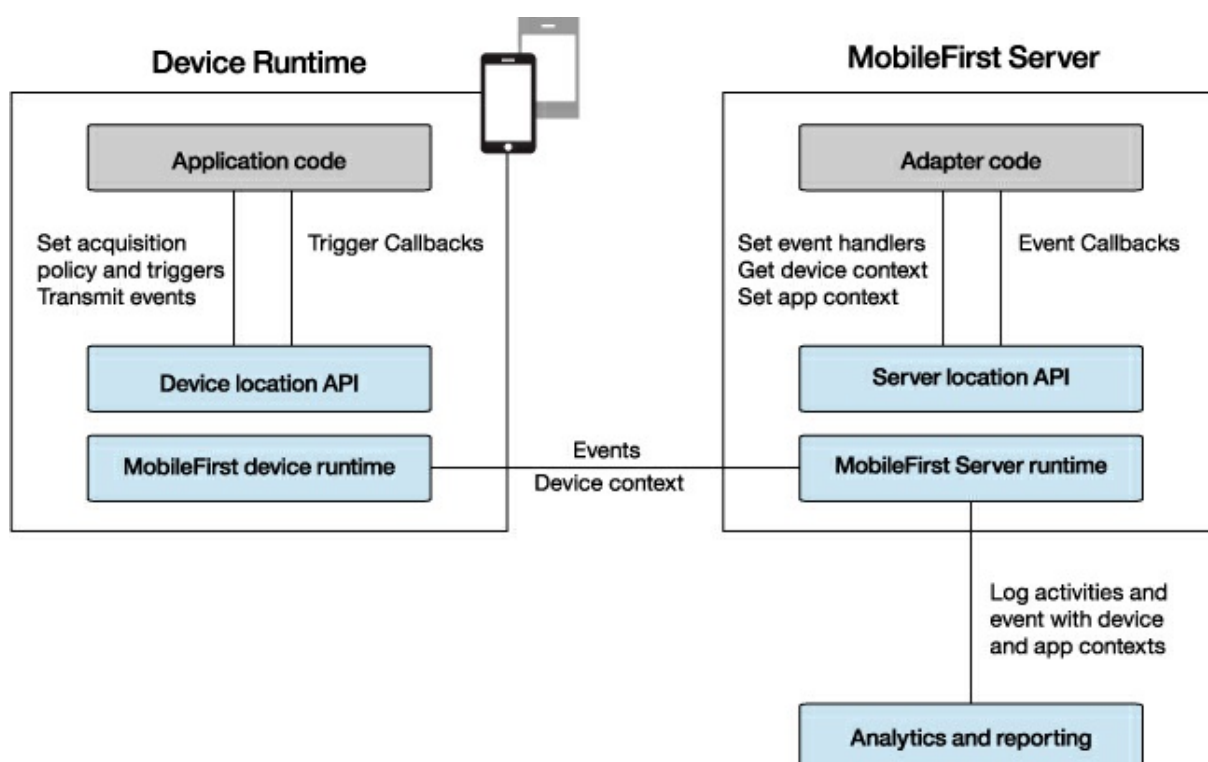 Device Runtime
MobileFirst Server
Application code
Set acquisition
policy and triggers
Transmit events
Trigger Callbacks
Device location API
MobileFirst device runtime
Events
Device context
Adapter code
Set event handlers
Get device context
Set app context
Event Callbacks
Server location API
MobileFirst Server runtime
Log activities and
event with device
and app contexts
Analytics and reporting